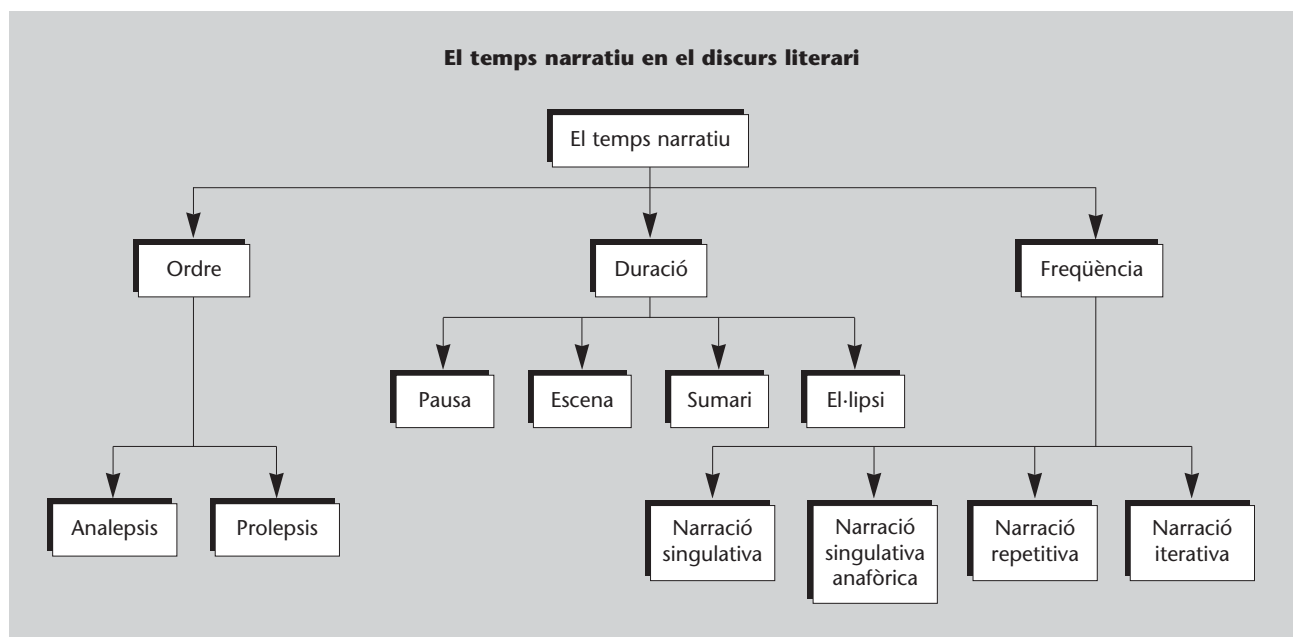 El temps narratiu en el discurs literari
El temps narratiu
Ordre
Duració
Freqüència
Pausa
Escena
Sumari
El·lipsi
Analepsis
Prolepsis
Narració
singulativa
Narració
singulativa
anafòrica
Narració
repetitiva
Narració
iterativa